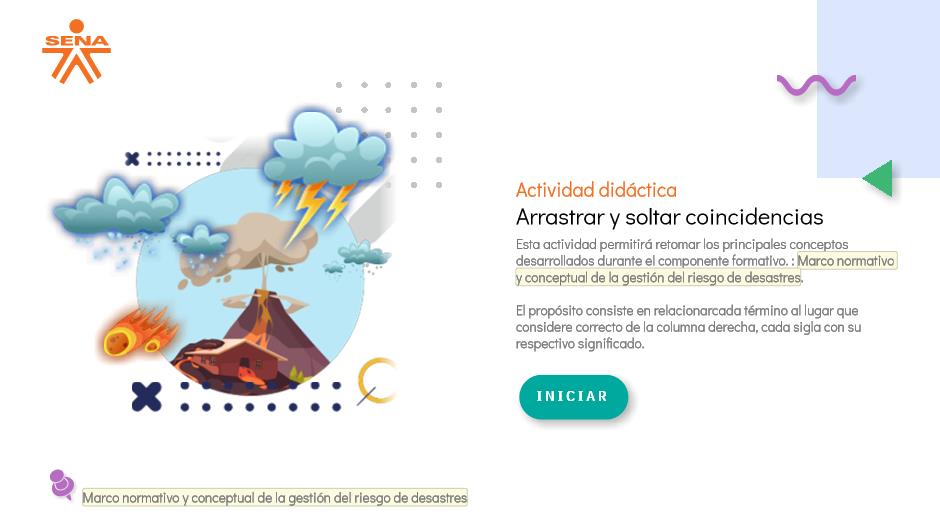 SENA
Actividad didáctica
Arrastrar y soltar coincidencias
Esta actividad permitirá retomar los principales conceptos
desarrollados durante el componente formativo. : Marco normativo
y conceptual de la gestión del riesgo de desastres.
El propósito consiste en relacionarcada término al lugar que
considere correcto de la columna derecha, cada sigla con su
respectivo significado.
INICIAR
Marco normativo y conceptual de la gestión del riesgo de desastres